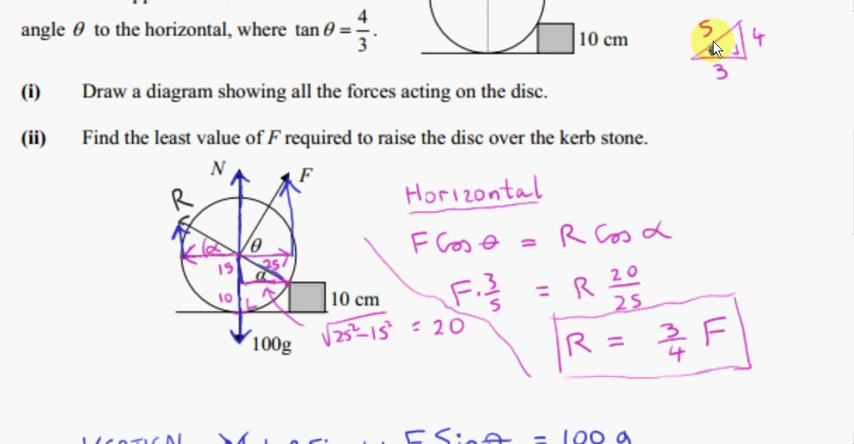 angle θ to the horizontal, where tan θ = 4/3.
10 cm
5
4
3
(i) Draw a diagram showing all the forces acting on the disc.
(ii) Find the least value of F required to raise the disc over the kerb stone.
N
F
R
α
θ
15
25
α
10
10 cm
100g
√25²-15² = 20
Horizontal
F Cos θ = R Cos α
F. 3/5 = R 20/25
R = 3/4 F
F Sin θ = 100 g